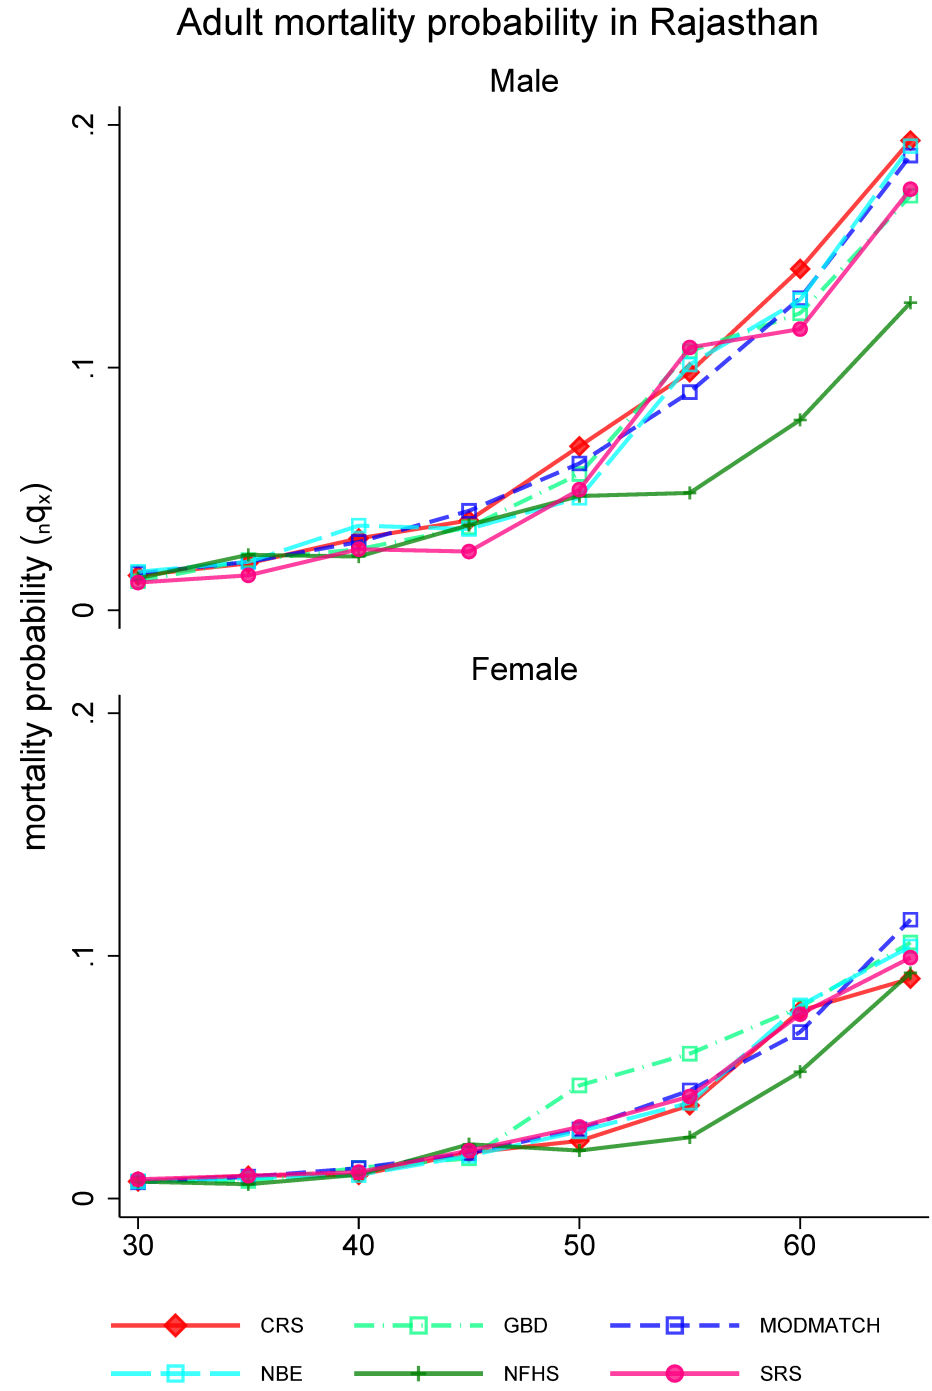 Adult mortality probability in Rajasthan
Male
.2
.1
0
mortality probability (nqx)
Female
.2
.1
0
30 40 50 60
CRS GBD MODMATCH
NBE NFHS SRS